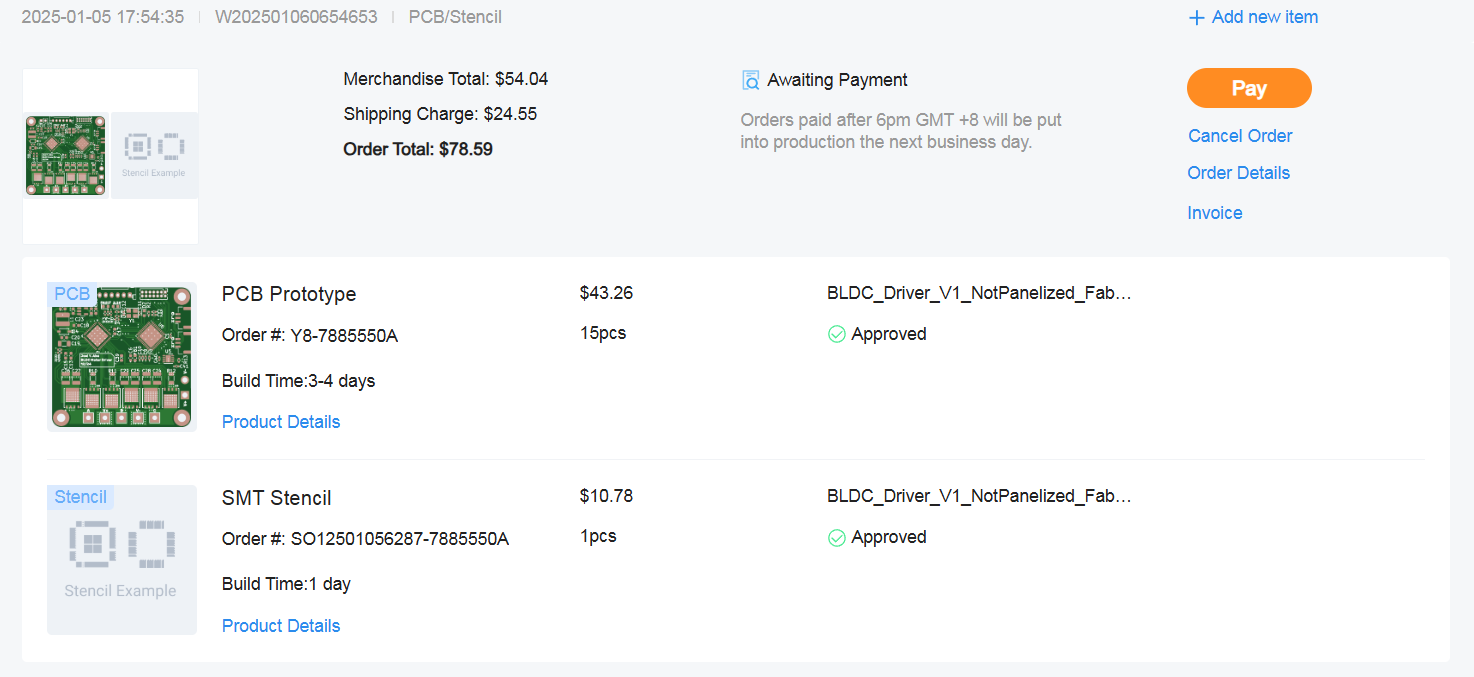 2025-01-05 17:54:35 | W202501060654653 | PCB/Stencil
+ Add new item
Stencil Example
Merchandise Total: $54.04
Shipping Charge: $24.55
Order Total: $78.59
Awaiting Payment
Orders paid after 6pm GMT +8 will be put
into production the next business day.
Pay
Cancel Order
Order Details
Invoice
PCB
PCB Prototype
Order #: Y8-7885550A
Build Time:3-4 days
Product Details
$43.26
15pcs
BLDC_Driver_V1_NotPanelized_Fab...
Approved
Stencil
Stencil Example
SMT Stencil
Order #: SO12501056287-7885550A
Build Time:1 day
Product Details
$10.78
1pcs
BLDC_Driver_V1_NotPanelized_Fab...
Approved